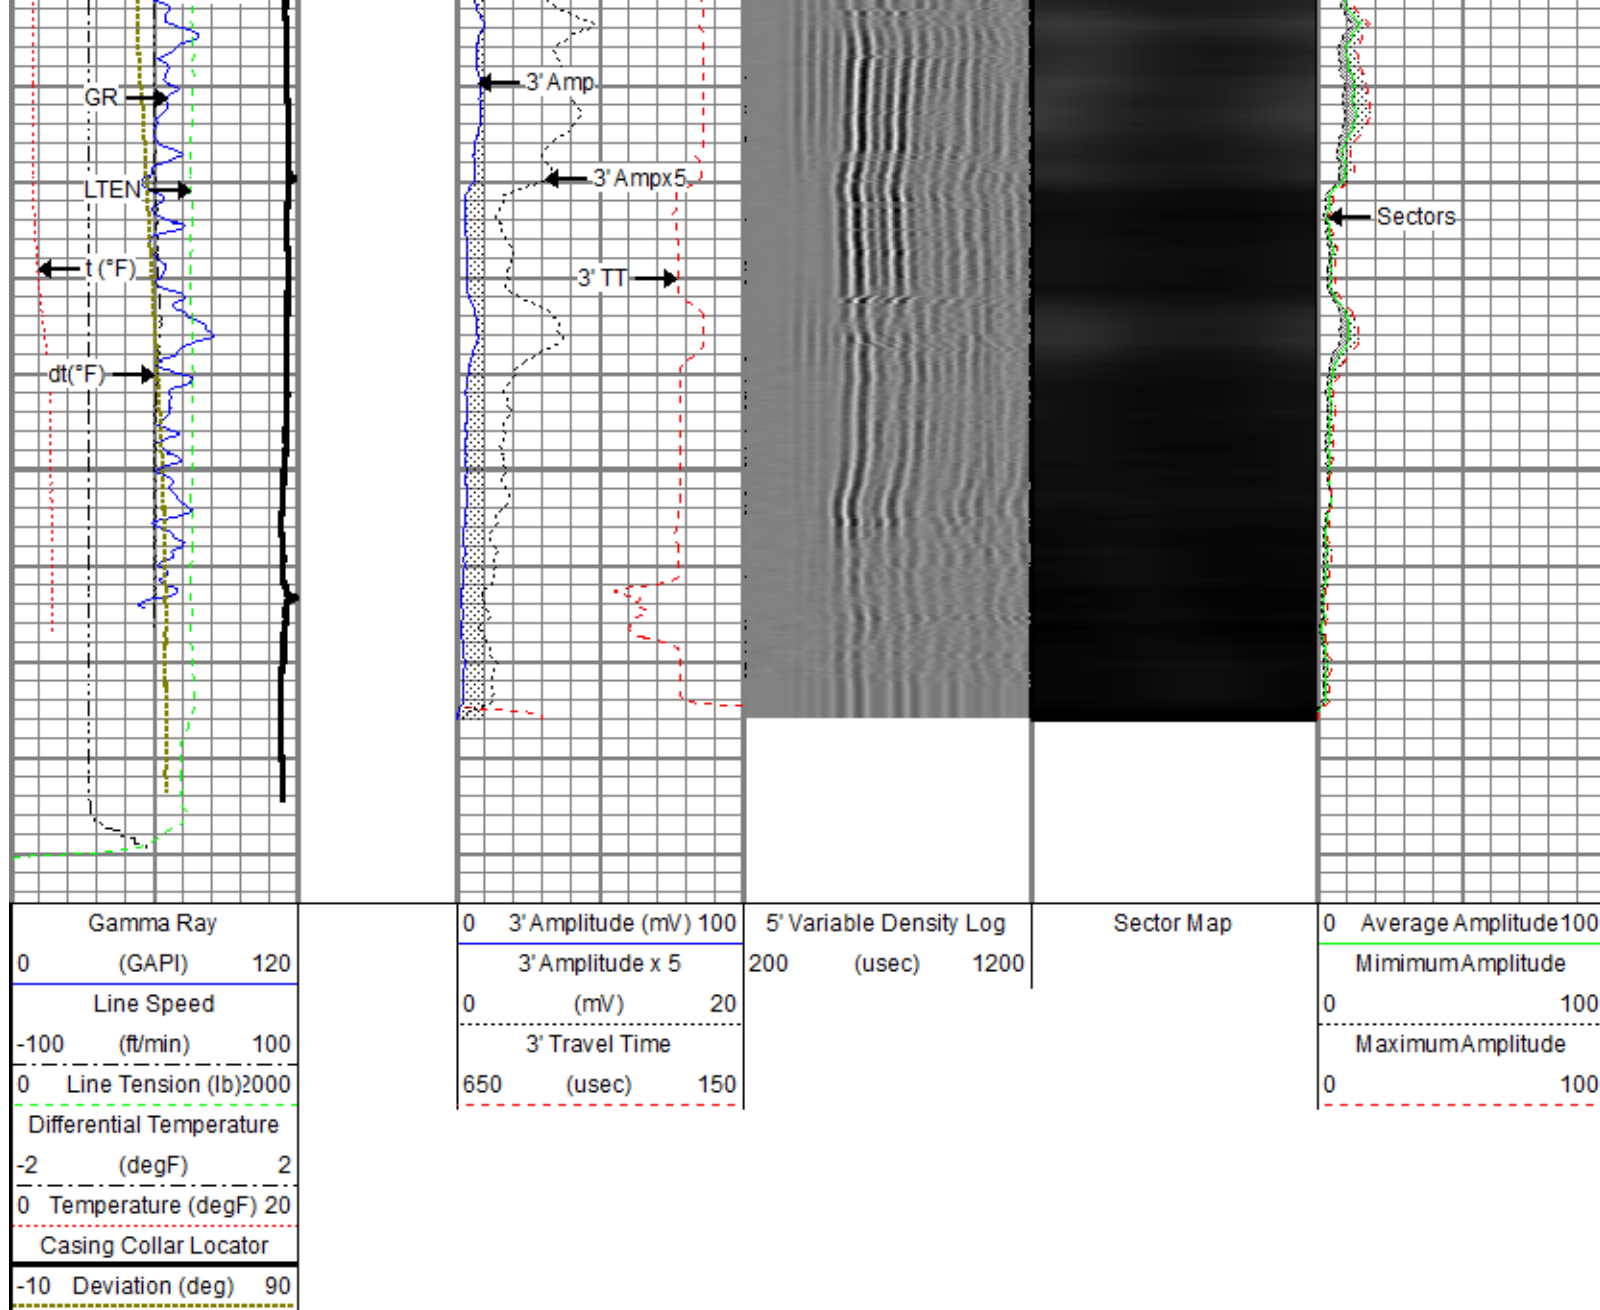 3' Amp
GR
3' Ampx5
LTEN
Sectors
t (°F)
3' TT
dt(°F)
Gamma Ray
0 (GAPI) 120
Line Speed
-100 (ft/min) 100
0 Line Tension (lb) 2000
Differential Temperature
-2 (degF) 2
0 Temperature (degF) 20
Casing Collar Locator
-10 Deviation (deg) 90
0 3' Amplitude (mV) 100
3' Amplitude x 5
0 (mV) 20
3' Travel Time
650 (usec) 150
5' Variable Density Log
200 (usec) 1200
Sector Map
0 Average Amplitude 100
Mimimum Amplitude
0 100
Maximum Amplitude
0 100